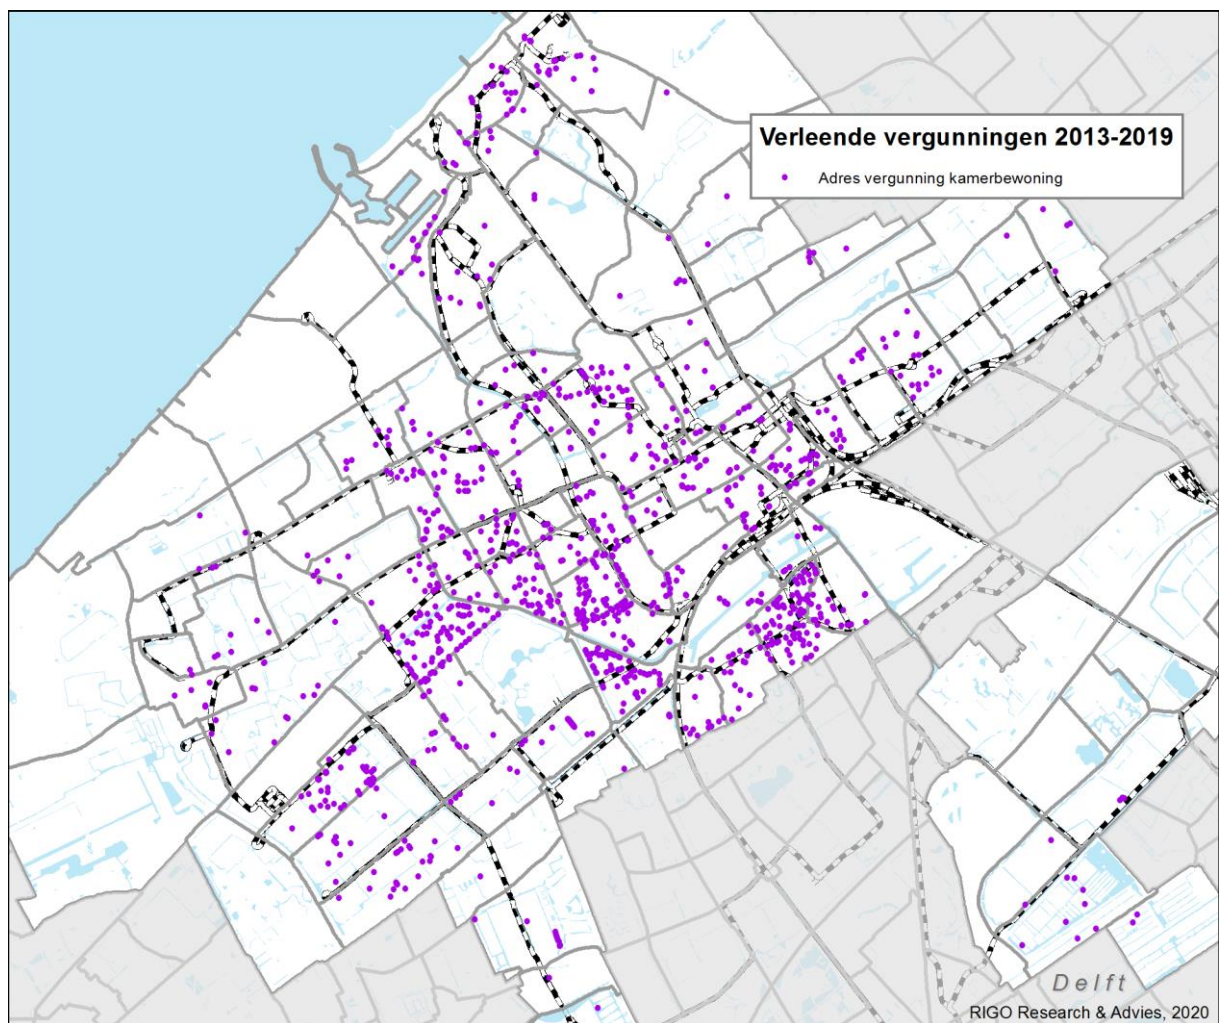 Verleende vergunningen 2013-2019
Adres vergunning kamerbewoning
Delft
RIGO Research & Advies, 2020